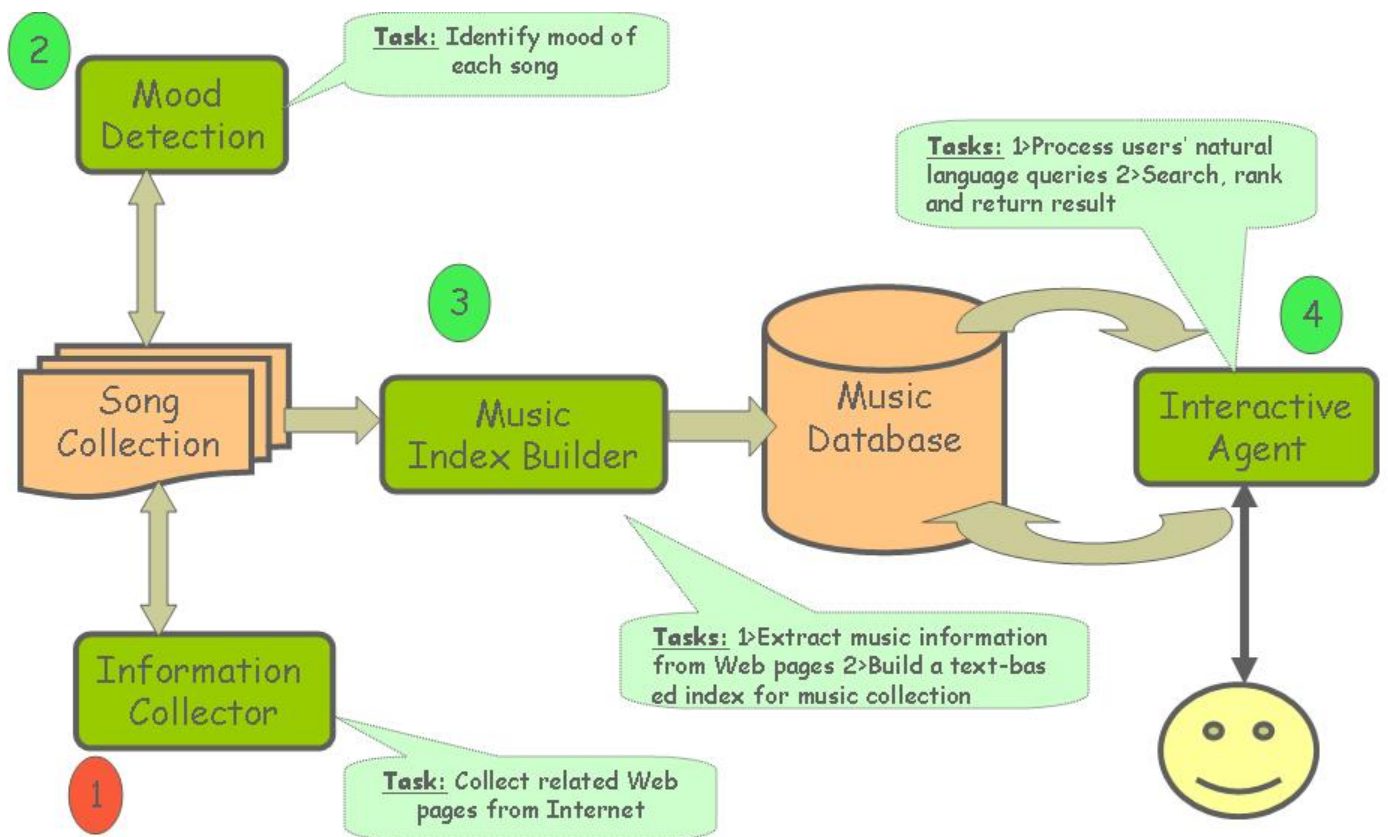 2
Mood
Detection
Task: Identify mood of
each song
Tasks: 1>Process users' natural
language queries 2>Search, rank
and return result
3
4
Song
Collection
Music
Index Builder
Music
Database
Interactive
Agent
Information
Collector
Tasks: 1>Extract music information
from Web pages 2>Build a text-bas
ed index for music collection
1
Task: Collect related Web
pages from Internet